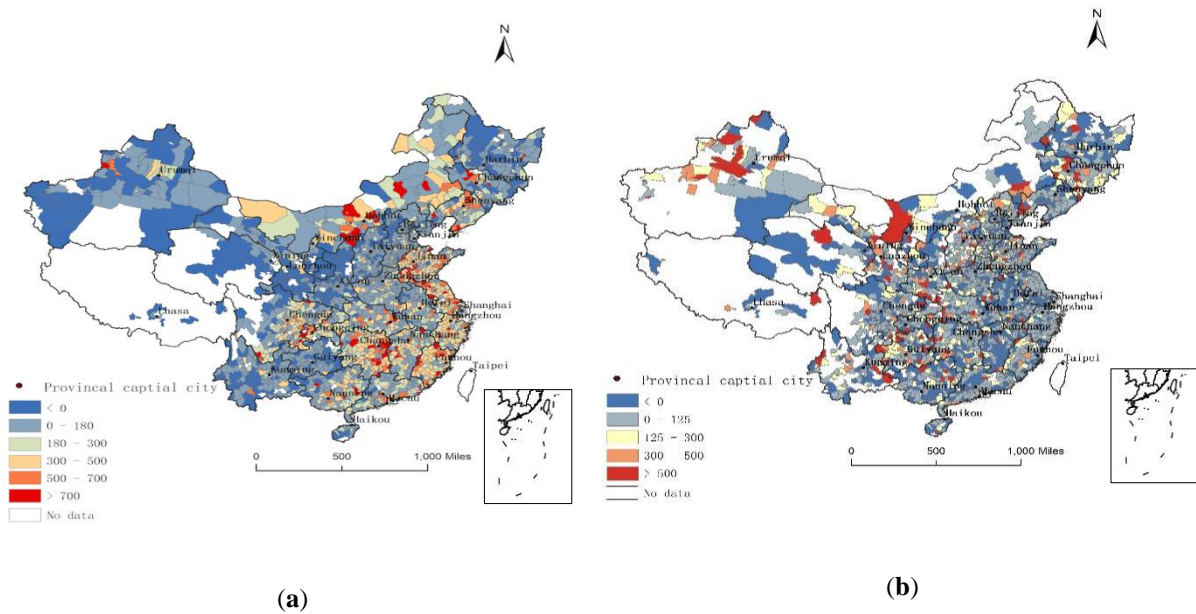 N
Harbin
Changchun
Urumqi
Shenyang
Hohhot
Beijing
Tianjin
Yinchuan
Taiyuan
Xining
Jinan
Lanzhou
Zhengzhou
Hefei
Shanghai
Hangzhou
Chengdu
Wuhan
Chasa
Chongqing
Nanchang
Changsha
Guiyang
Fuzhou
Kunming
Taipei
Nanning
Macau
Haikou
Provincal captial city
< 0
0 - 180
180 - 300
300 - 500
500 - 700
> 700
No data
0 500 1,000 Miles
(a)
N
Harbin
Changchun
Urumqi
Shenyang
Hohhot
Beijing
Tianjin
Yinchuan
Taiyuan
Xining
Jinan
Lanzhou
Zhengzhou
Xi'an
Hefei
Shanghai
Hangzhou
Chengdu
Wuhan
Lhasa
Chongqing
Nanchang
Changsha
Guiyang
Fuzhou
Kunming
Taipei
Nanning
Macau
Haikou
Provincal captial city
< 0
0 - 125
125 - 300
300 - 500
> 500
No data
0 500 1,000 Miles
(b)